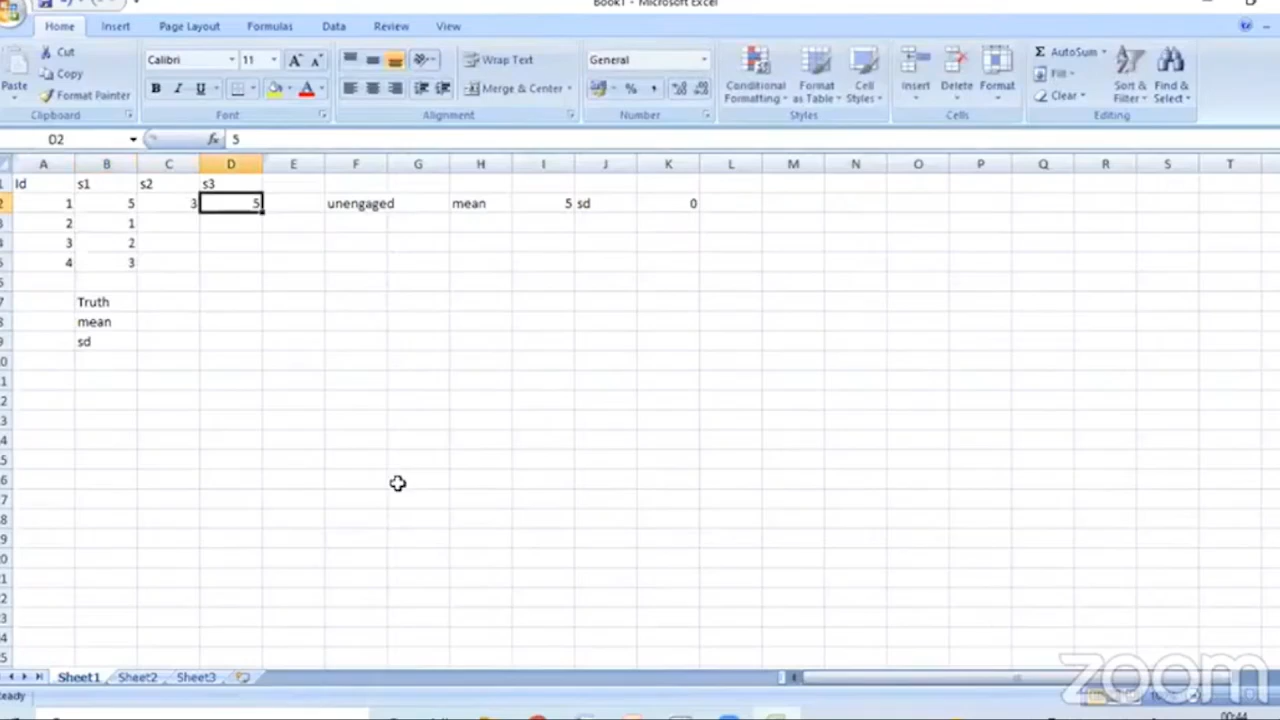 Book1 - Microsoft Excel
Home Insert Page Layout Formulas Data Review View
Cut
Copy
Format Painter
Paste
Clipboard
Calibri 11
B I U
Font
Wrap Text
Merge & Center
Alignment
General
%
Number
Conditional Formatting
Format as Table
Cell Styles
Styles
Insert Delete Format
Cells
Σ AutoSum
Fill
Clear
Sort & Filter
Find & Select
Editing
D2 fx 5
A B C D E F G H I J K L M N O P Q R S T
Id s1 s2 s3
1 5 3 5 unengaged mean 5 sd 0
2 1
3 2
4 3
Truth
mean
sd
Sheet1 Sheet2 Sheet3
zoom
00:44